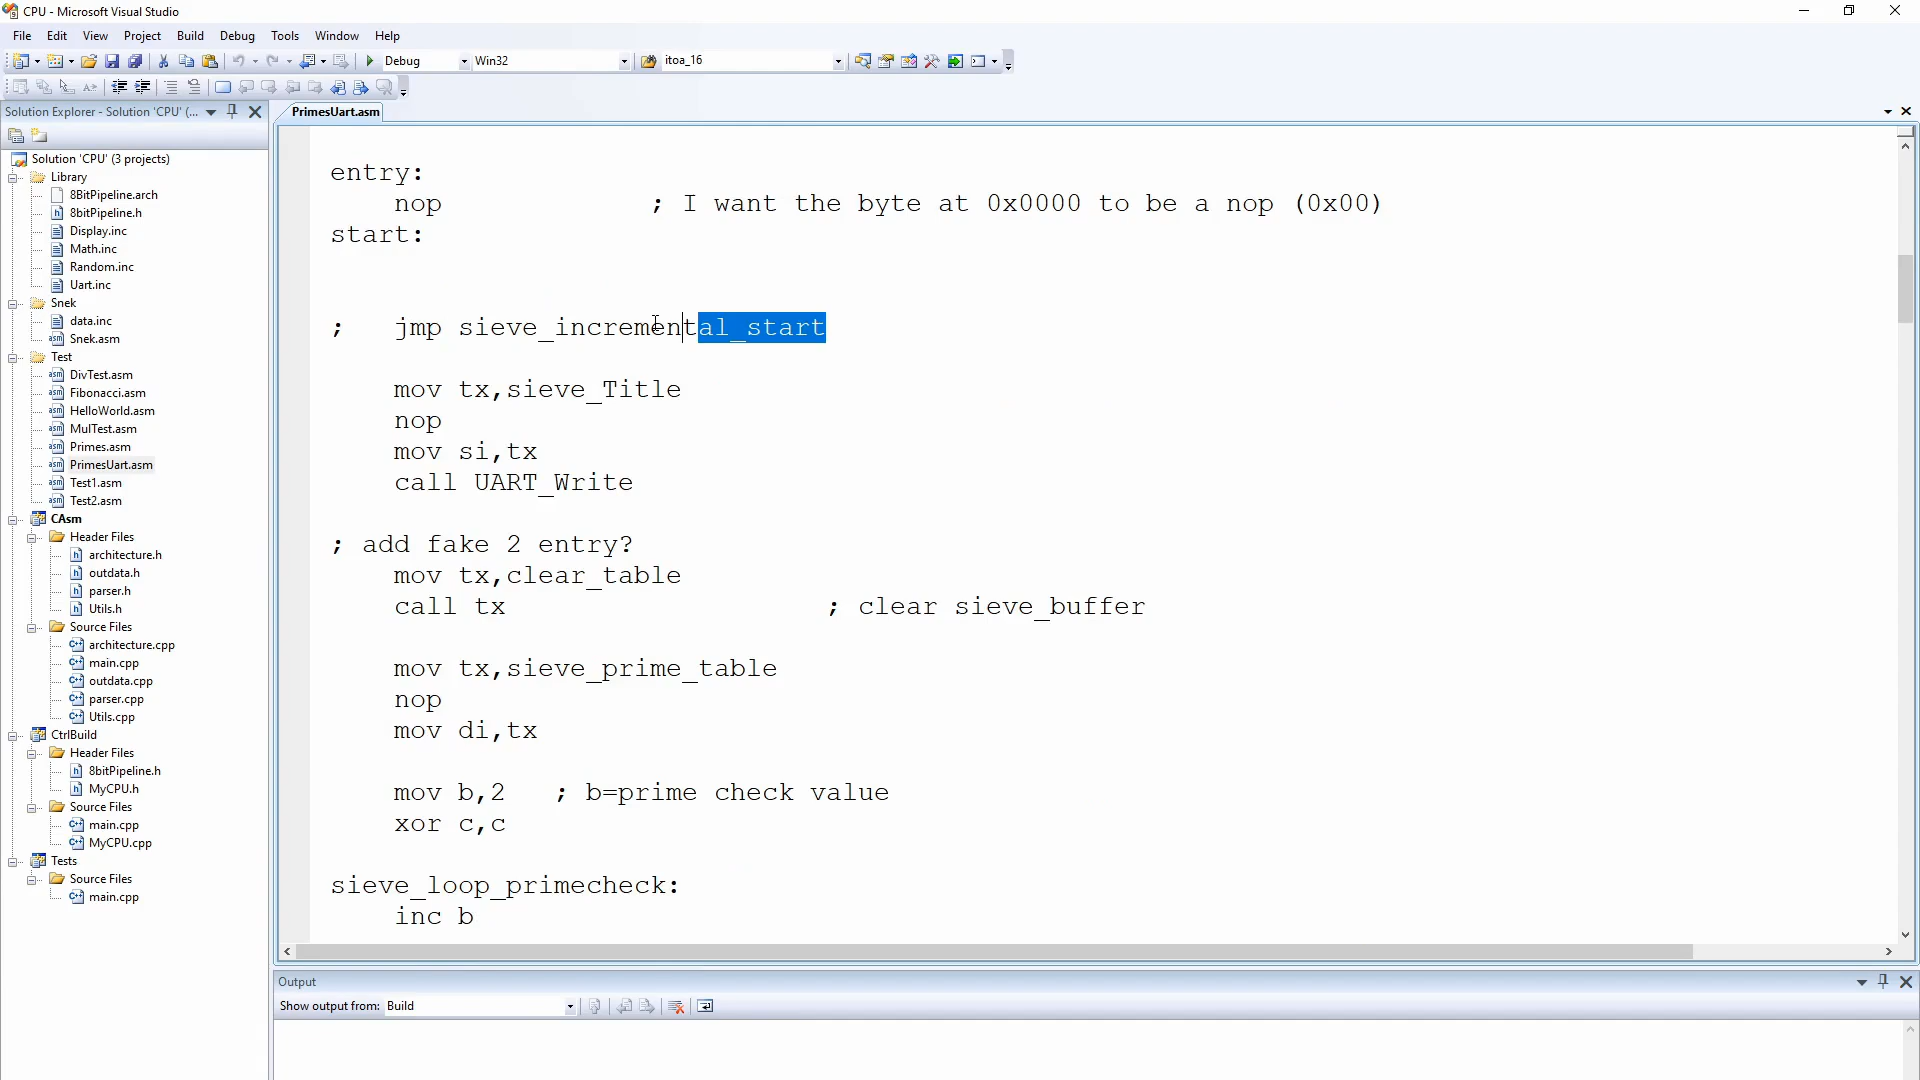 CPU - Microsoft Visual Studio
File Edit View Project Build Debug Tools Window Help
Debug Win32 itoa_16
Solution Explorer - Solution 'CPU' (...
PrimesUart.asm
Solution 'CPU' (3 projects)
Library
8BitPipeline.arch
8bitPipeline.h
Display.inc
Math.inc
Random.inc
Uart.inc
Snek
data.inc
Snek.asm
Test
DivTest.asm
Fibonacci.asm
HelloWorld.asm
MulTest.asm
Primes.asm
PrimesUart.asm
Test1.asm
Test2.asm
CAsm
Header Files
architecture.h
outdata.h
parser.h
Utils.h
Source Files
architecture.cpp
main.cpp
outdata.cpp
parser.cpp
Utils.cpp
CtrlBuild
Header Files
8bitPipeline.h
MyCPU.h
Source Files
main.cpp
MyCPU.cpp
Tests
Source Files
main.cpp
entry:
nop ; I want the byte at 0x0000 to be a nop (0x00)
start:
; jmp sieve_incremental_start
mov tx,sieve_Title
nop
mov si,tx
call UART_Write
; add fake 2 entry?
mov tx,clear_table
call tx ; clear sieve_buffer
mov tx,sieve_prime_table
nop
mov di,tx
mov b,2 ; b=prime check value
xor c,c
sieve_loop_primecheck:
inc b
Output
Show output from: Build